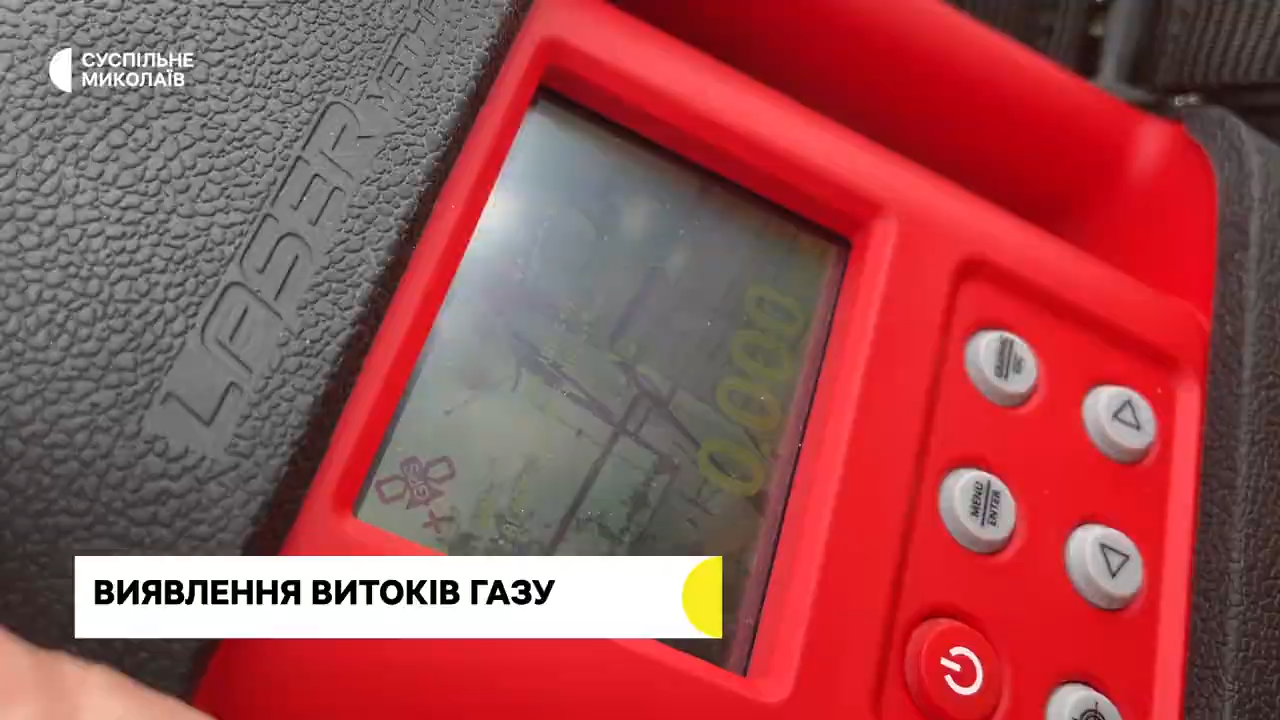 СУСПІЛЬНЕ
МИКОЛАЇВ
LASER
0.000
GPS
MENU
ENTER
ВИЯВЛЕННЯ ВИТОКІВ ГАЗУ